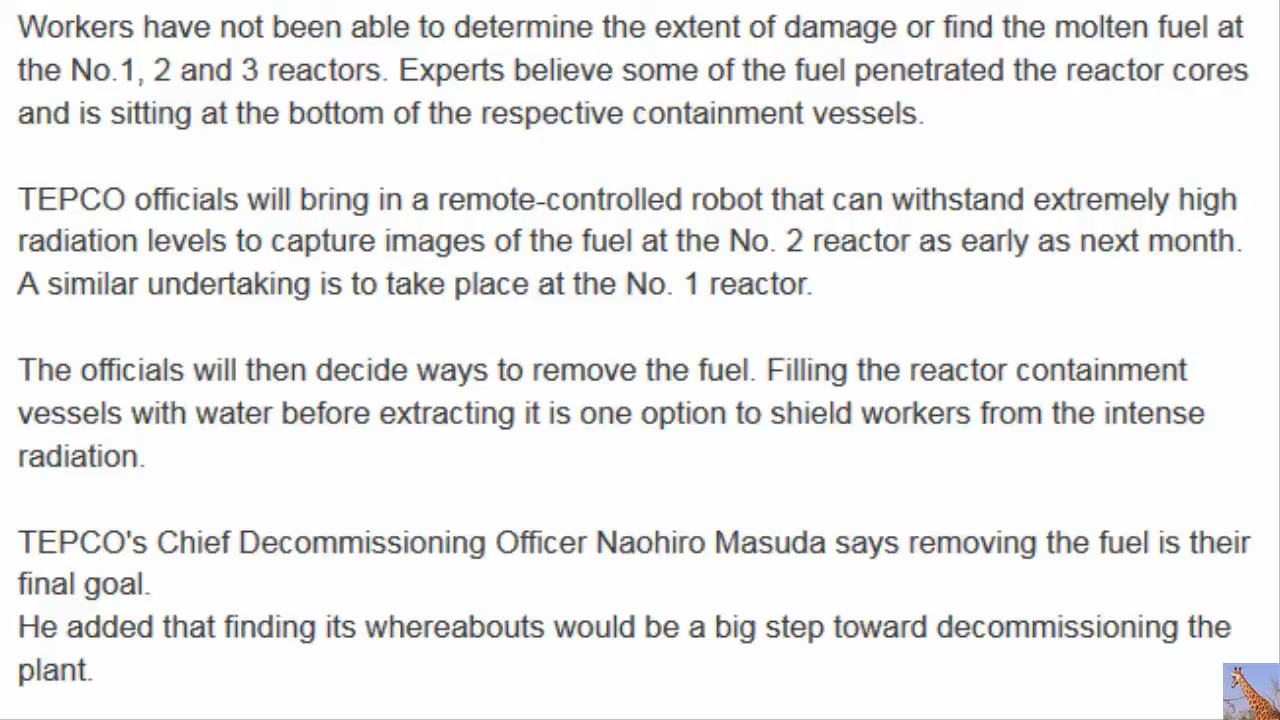 Workers have not been able to determine the extent of damage or find the molten fuel at
the No.1, 2 and 3 reactors. Experts believe some of the fuel penetrated the reactor cores
and is sitting at the bottom of the respective containment vessels.
TEPCO officials will bring in a remote-controlled robot that can withstand extremely high
radiation levels to capture images of the fuel at the No. 2 reactor as early as next month.
A similar undertaking is to take place at the No. 1 reactor.
The officials will then decide ways to remove the fuel. Filling the reactor containment
vessels with water before extracting it is one option to shield workers from the intense
radiation.
TEPCO's Chief Decommissioning Officer Naohiro Masuda says removing the fuel is their
final goal.
He added that finding its whereabouts would be a big step toward decommissioning the
plant.